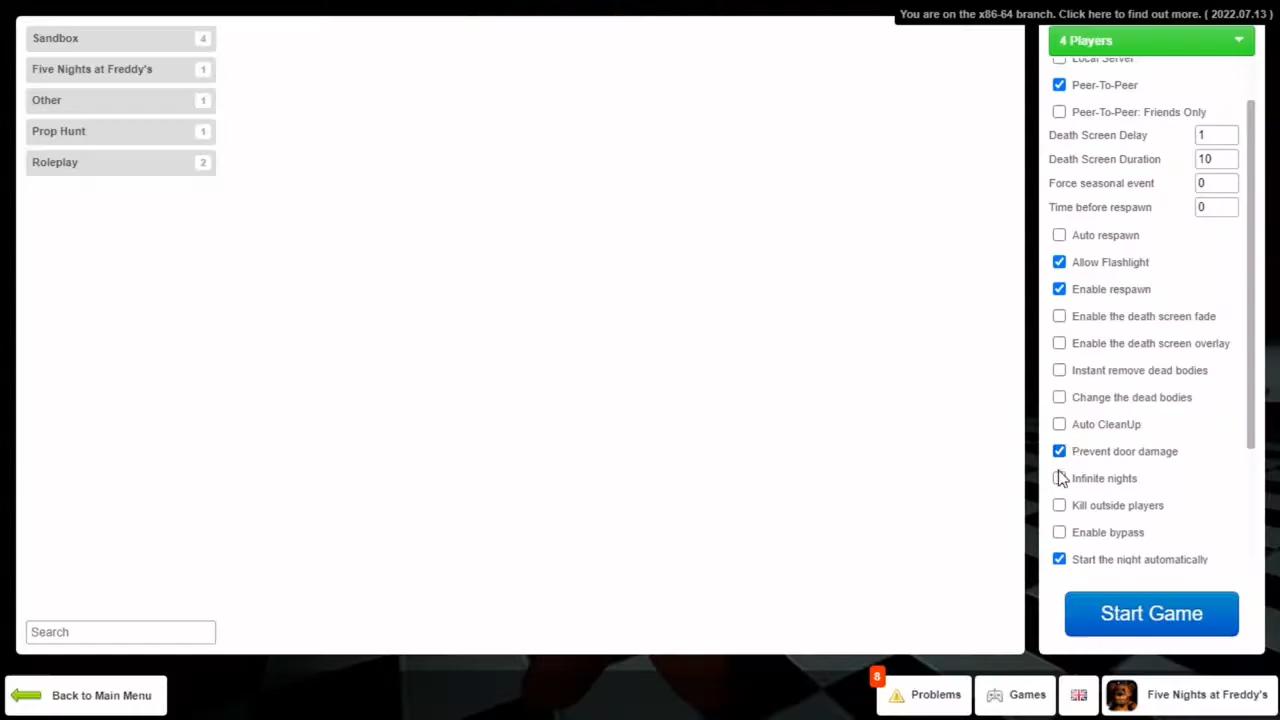 You are on the x86-64 branch. Click here to find out more. ( 2022.07.13 )
Sandbox 4
Five Nights at Freddy's 1
Other 1
Prop Hunt 1
Roleplay 2
Search
4 Players
Local Server
Peer-To-Peer
Peer-To-Peer: Friends Only
Death Screen Delay 1
Death Screen Duration 10
Force seasonal event 0
Time before respawn 0
Auto respawn
Allow Flashlight
Enable respawn
Enable the death screen fade
Enable the death screen overlay
Instant remove dead bodies
Change the dead bodies
Auto CleanUp
Prevent door damage
Infinite nights
Kill outside players
Enable bypass
Start the night automatically
Start Game
Back to Main Menu
8
Problems
Games
Five Nights at Freddy's